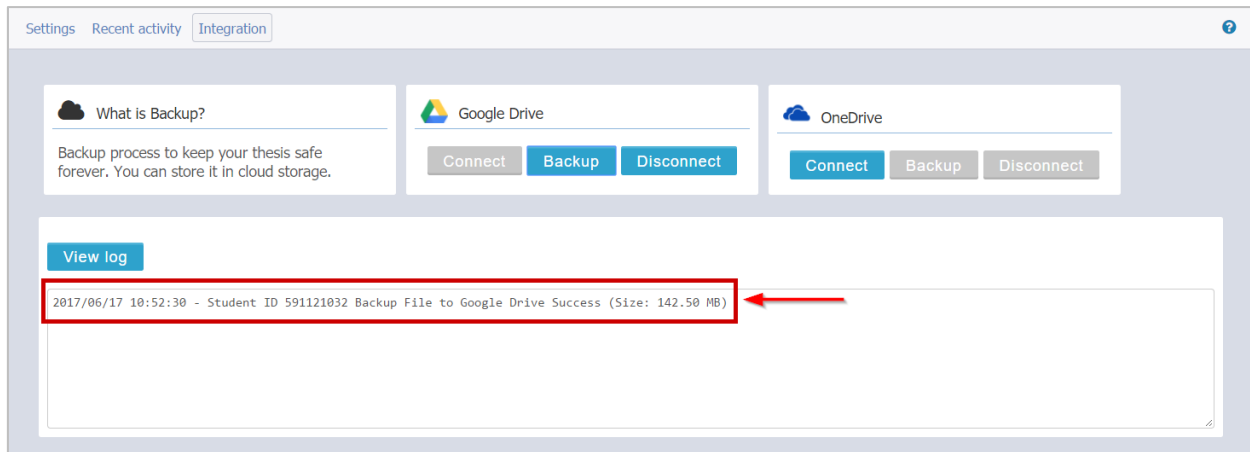 Settings Recent activity Integration
What is Backup?
Backup process to keep your thesis safe
forever. You can store it in cloud storage.
Google Drive
Connect Backup Disconnect
OneDrive
Connect Backup Disconnect
View log
2017/06/17 10:52:30 - Student ID 591121032 Backup File to Google Drive Success (Size: 142.50 MB)